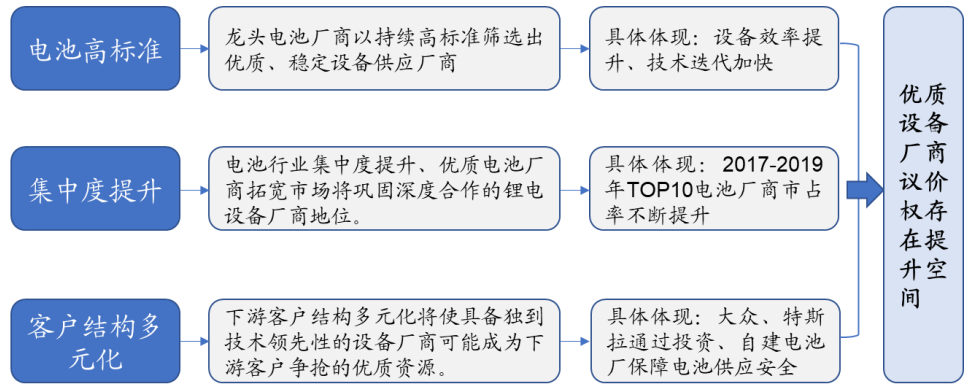 电池高标准
龙头电池厂商以持续高标准筛选出
优质、稳定设备供应厂商
具体体现：设备效率提
升、技术迭代加快
集中度提升
电池行业集中度提升、优质电池厂
商拓宽市场将巩固深度合作的锂电
设备厂商地位。
具体体现：2017-2019
年TOP10电池厂商市占
率不断提升
客户结构多
元化
下游客户结构多元化将使具备独到
技术领先性的设备厂商可能成为下
游客户争抢的优质资源。
具体体现：大众、特斯
拉通过投资、自建电池
厂保障电池供应安全
优质
设备
厂商
议价
权存
在提
升空
间